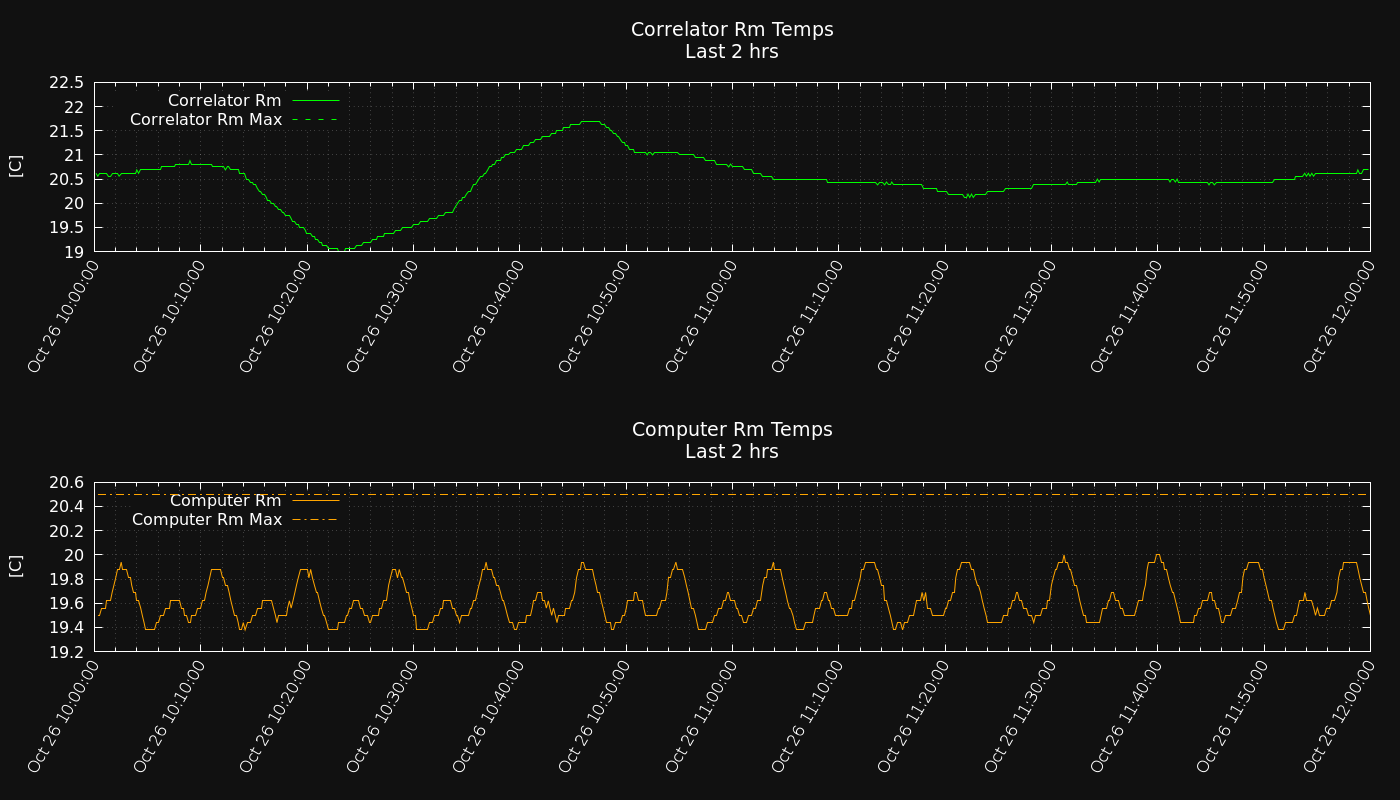 Correlator Rm Temps
Last 2 hrs
22.5
22
21.5
21
20.5
20
19.5
19
[C]
Correlator Rm
Correlator Rm Max
Oct 26 10:00:00
Oct 26 10:10:00
Oct 26 10:20:00
Oct 26 10:30:00
Oct 26 10:40:00
Oct 26 10:50:00
Oct 26 11:00:00
Oct 26 11:10:00
Oct 26 11:20:00
Oct 26 11:30:00
Oct 26 11:40:00
Oct 26 11:50:00
Oct 26 12:00:00
Computer Rm Temps
Last 2 hrs
20.6
20.4
20.2
20
19.8
19.6
19.4
19.2
[C]
Computer Rm
Computer Rm Max
Oct 26 10:00:00
Oct 26 10:10:00
Oct 26 10:20:00
Oct 26 10:30:00
Oct 26 10:40:00
Oct 26 10:50:00
Oct 26 11:00:00
Oct 26 11:10:00
Oct 26 11:20:00
Oct 26 11:30:00
Oct 26 11:40:00
Oct 26 11:50:00
Oct 26 12:00:00